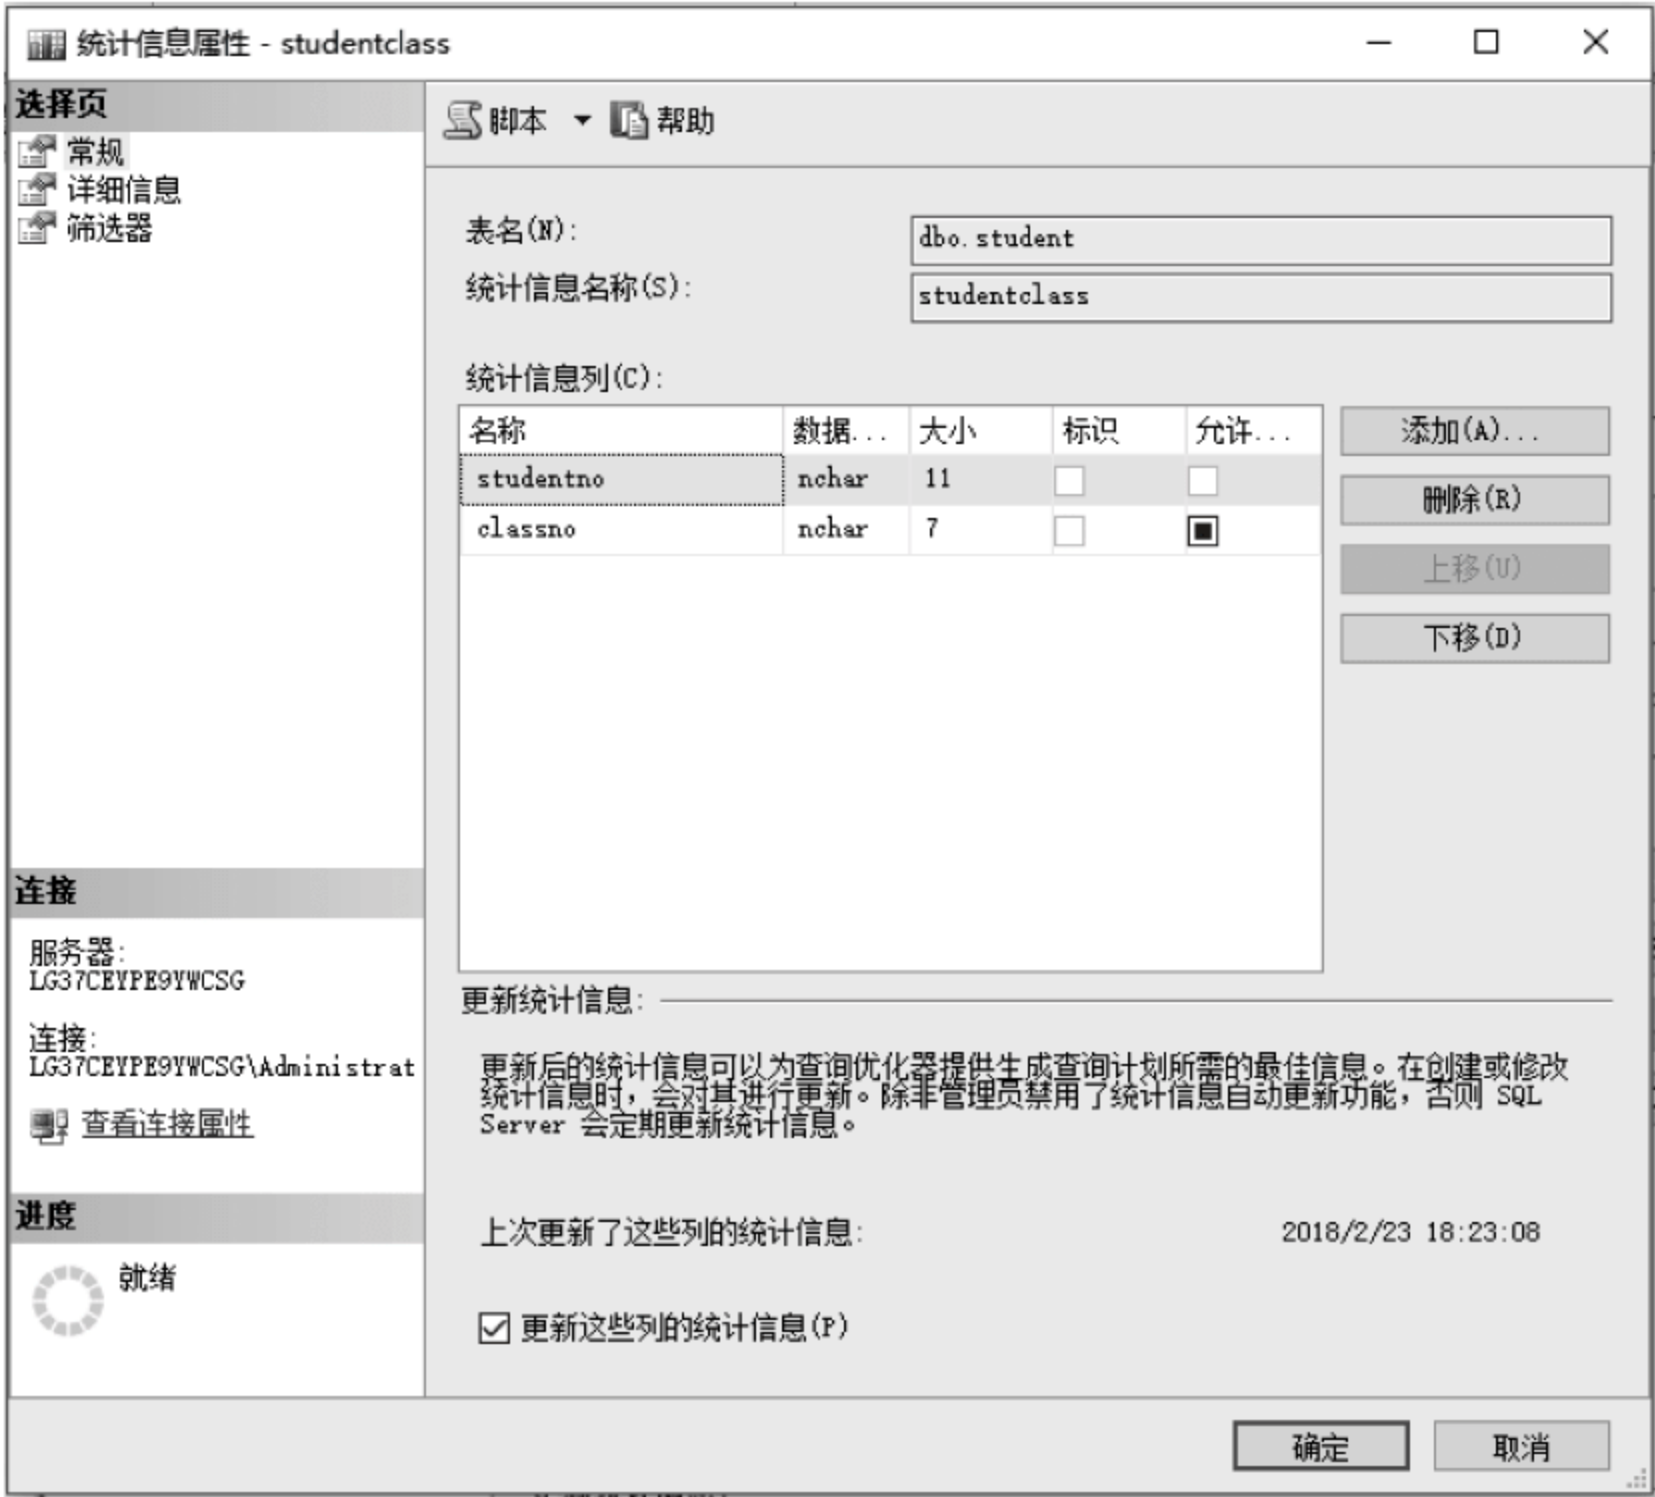 统计信息属性 - studentclass
选择页
常规
详细信息
筛选器
脚本 帮助
表名(N): dbo.student
统计信息名称(S): studentclass
统计信息列(C):
名称 数据... 大小 标识 允许...
studentno nchar 11
classno nchar 7
添加(A)...
删除(R)
上移(U)
下移(D)
连接
服务器:
LG37CEYPE9YWCSG
连接:
LG37CEYPE9YWCSG\Administrat
查看连接属性
进度
就绪
更新统计信息:
更新后的统计信息可以为查询优化器提供生成查询计划所需的最佳信息。在创建或修改
统计信息时，会对其进行更新。除非管理员禁用了统计信息自动更新功能，否则 SQL
Server 会定期更新统计信息。
上次更新了这些列的统计信息: 2018/2/23 18:23:08
更新这些列的统计信息(P)
确定 取消